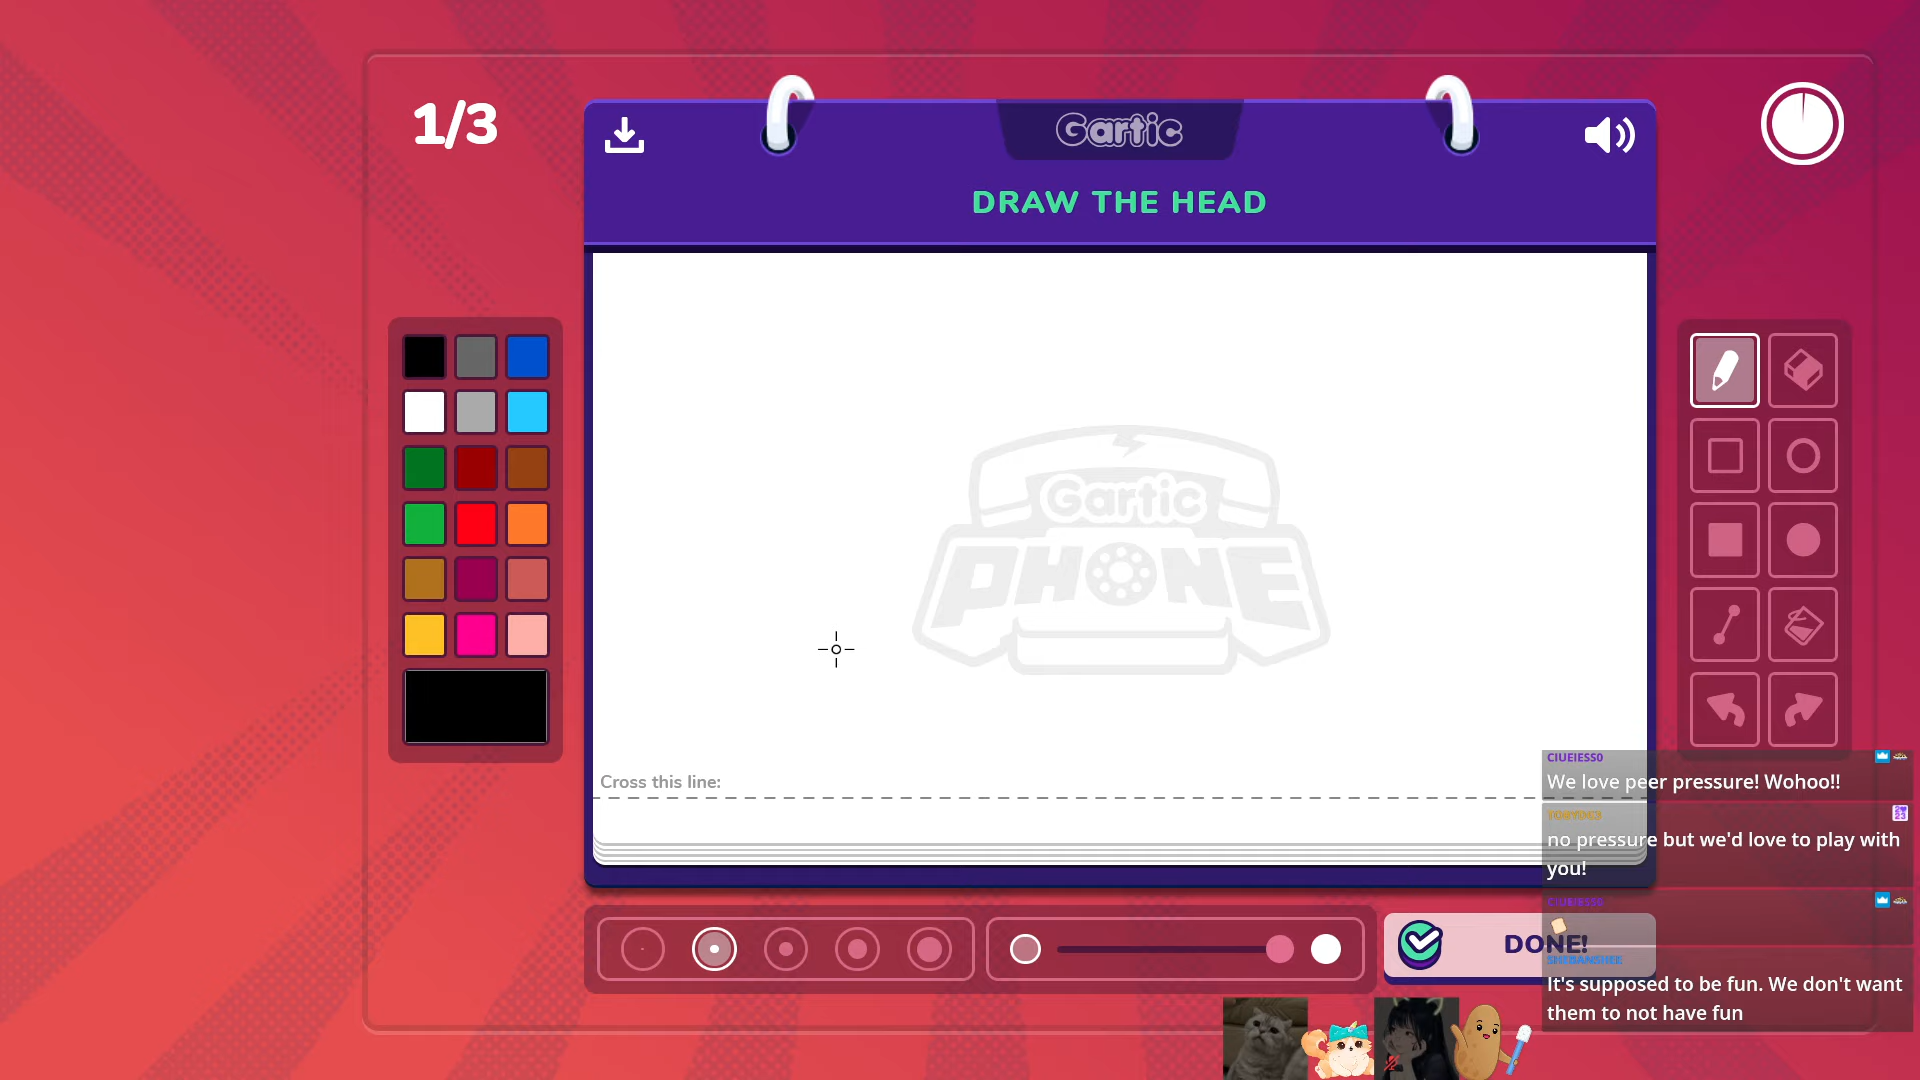 1/3
Gartic
DRAW THE HEAD
Gartic
PHONE
Cross this line:
CIUEIESS0
We love peer pressure! Wohoo!!
no pressure but we'd love to play with
you!
CIUEIESS0
DONE!
It's supposed to be fun. We don't want
them to not have fun